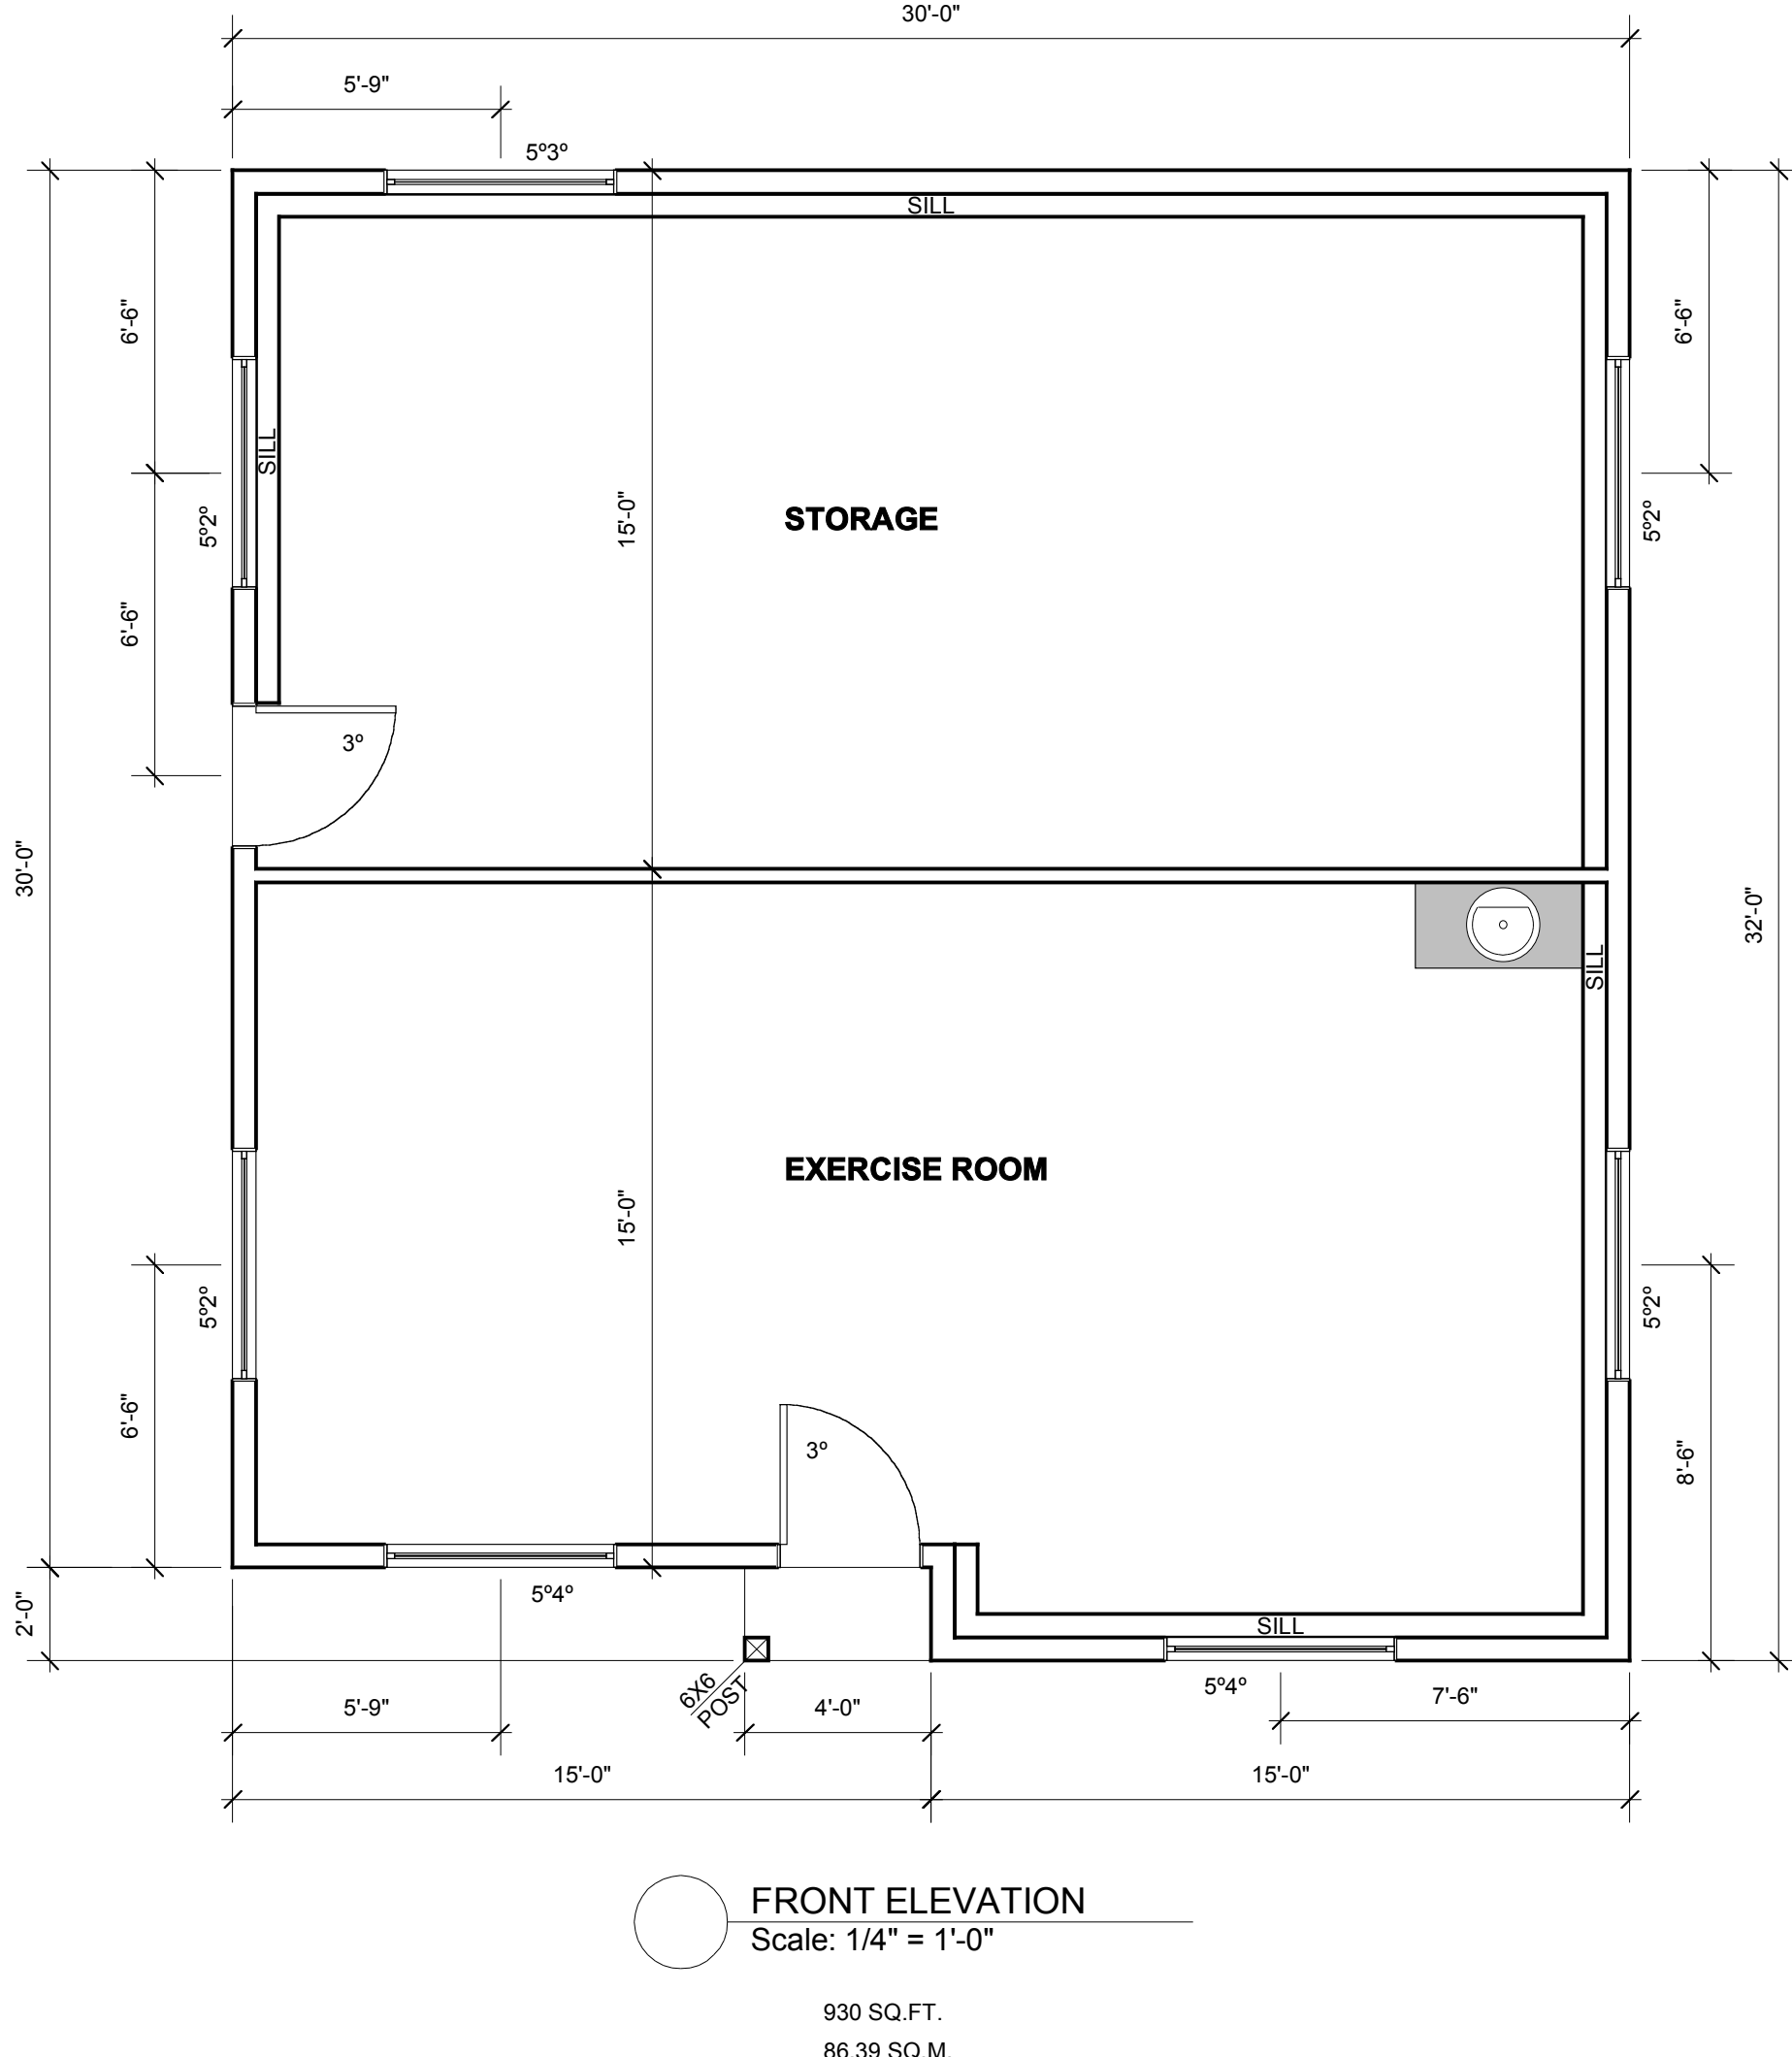 30'-0"
5'-9"
5º3º
SILL
6'-6"
6'-6"
SILL
5º2º
15'-0"
STORAGE
5º2º
6'-6"
3º
30'-0"
32'-0"
SILL
EXERCISE ROOM
15'-0"
5º2º
5º2º
6'-6"
3º
8'-6"
2'-0"
5º4º
SILL
6X6
POST
5º4º
7'-6"
5'-9"
4'-0"
15'-0"
15'-0"
FRONT ELEVATION
Scale: 1/4" = 1'-0"
930 SQ.FT.
86.39 SQ.M.